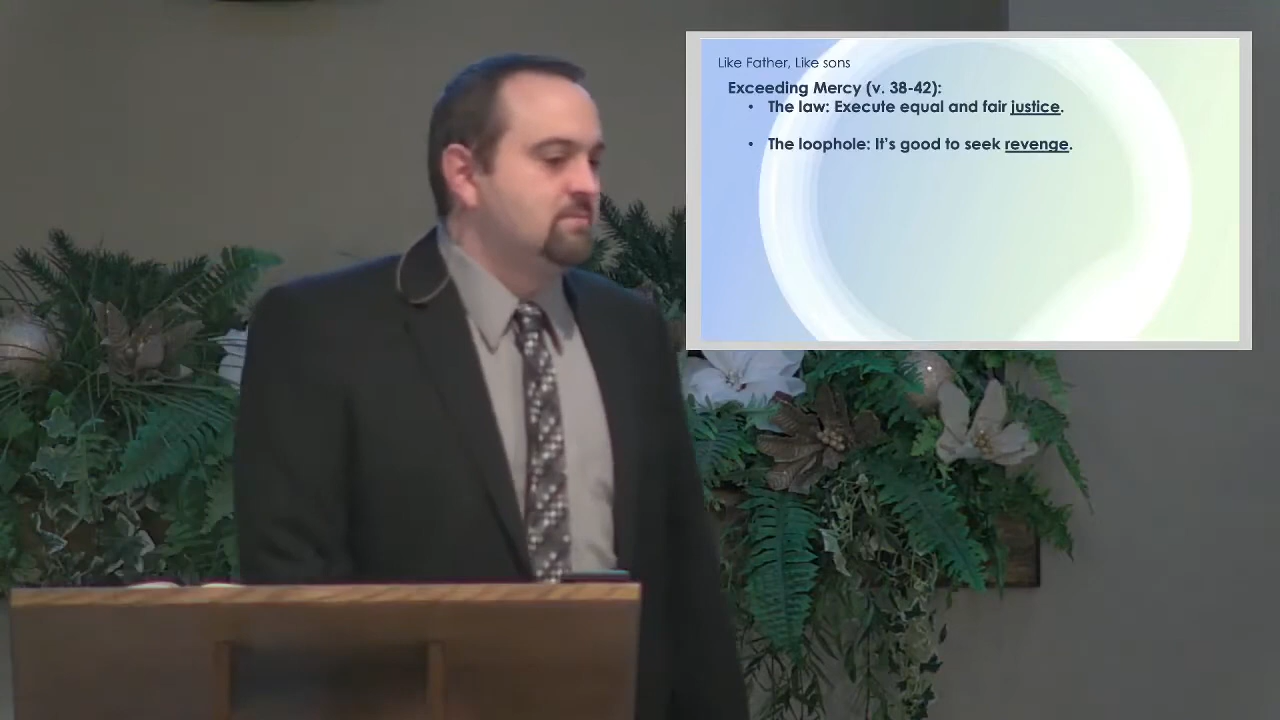 Like Father, Like sons
Exceeding Mercy (v. 38-42):
• The law: Execute equal and fair justice.
• The loophole: It's good to seek revenge.